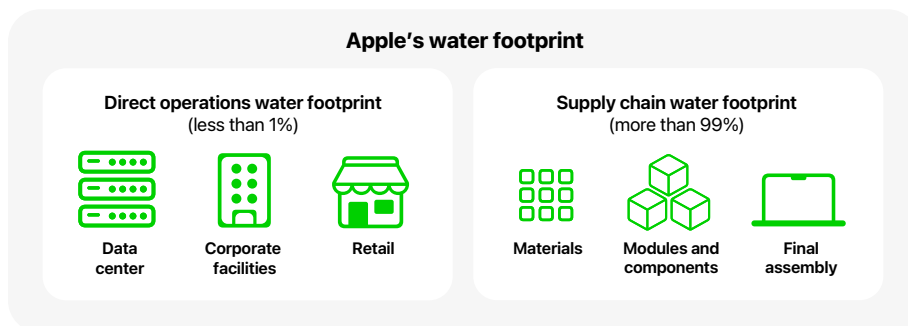 Apple’s water footprint
Direct operations water footprint
(less than 1%)
Data
center
Corporate
facilities
Retail
Supply chain water footprint
(more than 99%)
Materials
Modules and
components
Final
assembly